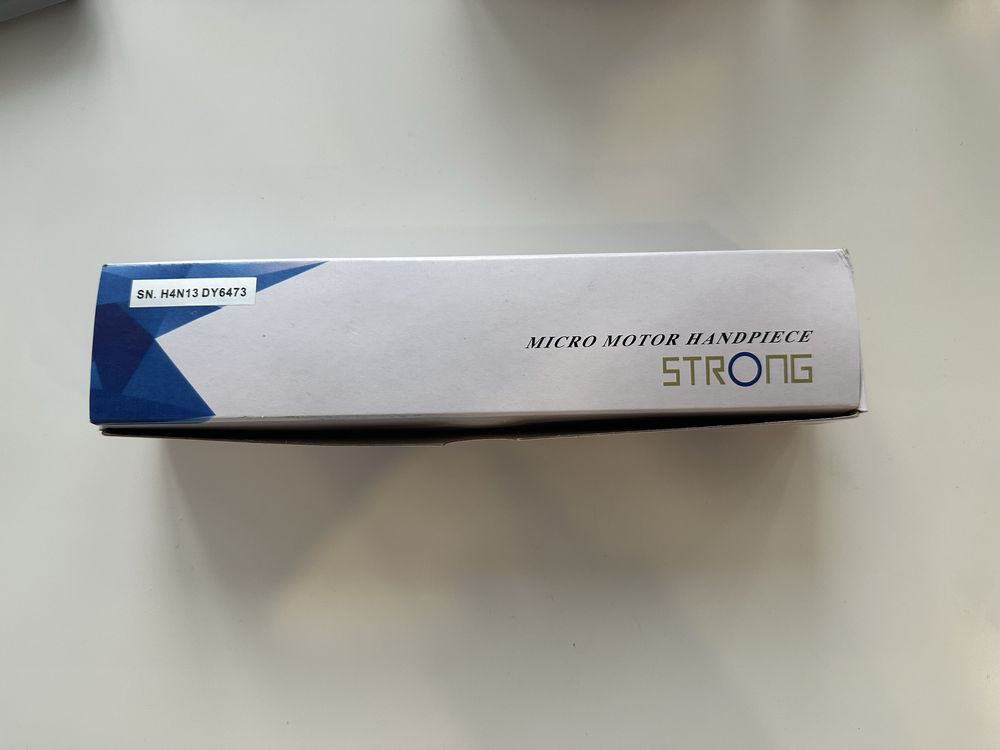 SN. H4N13 DY6473
MICRO MOTOR HANDPIECE
STRONG